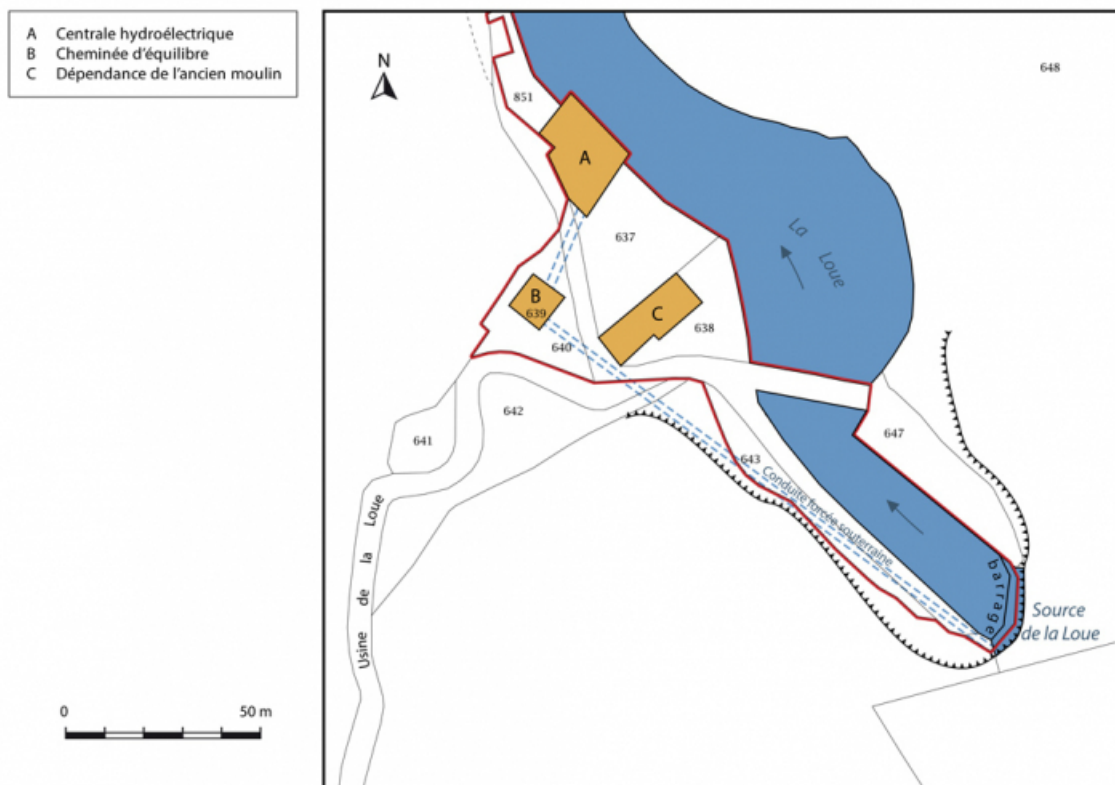 A Centrale hydroélectrique
B Cheminée d'équilibre
C Dépendance de l'ancien moulin
N
648
851
A
637
La Loue
B
639
C
638
640
642
641
643
647
Conduite forcée souterraine
barrage
Source
de la Loue
Usine de la Loue
0 50 m